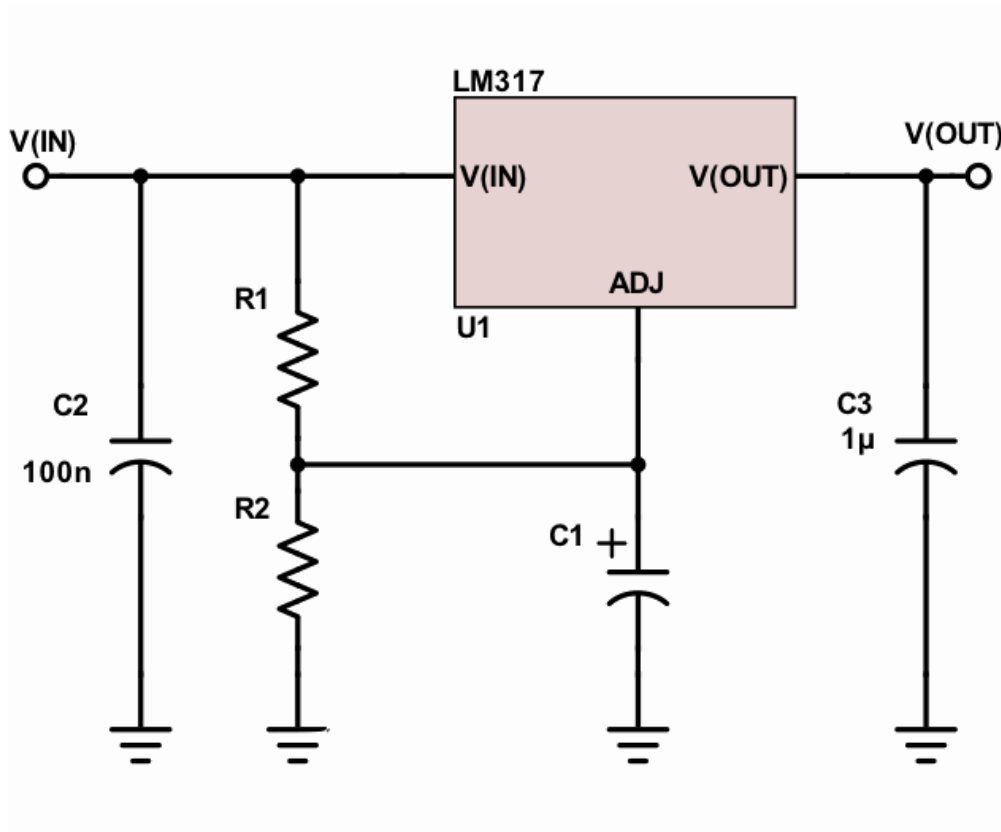 LM317
V(IN)
V(OUT)
V(IN)
V(OUT)
ADJ
R1
U1
C2
100n
C3
1µ
R2
C1 +